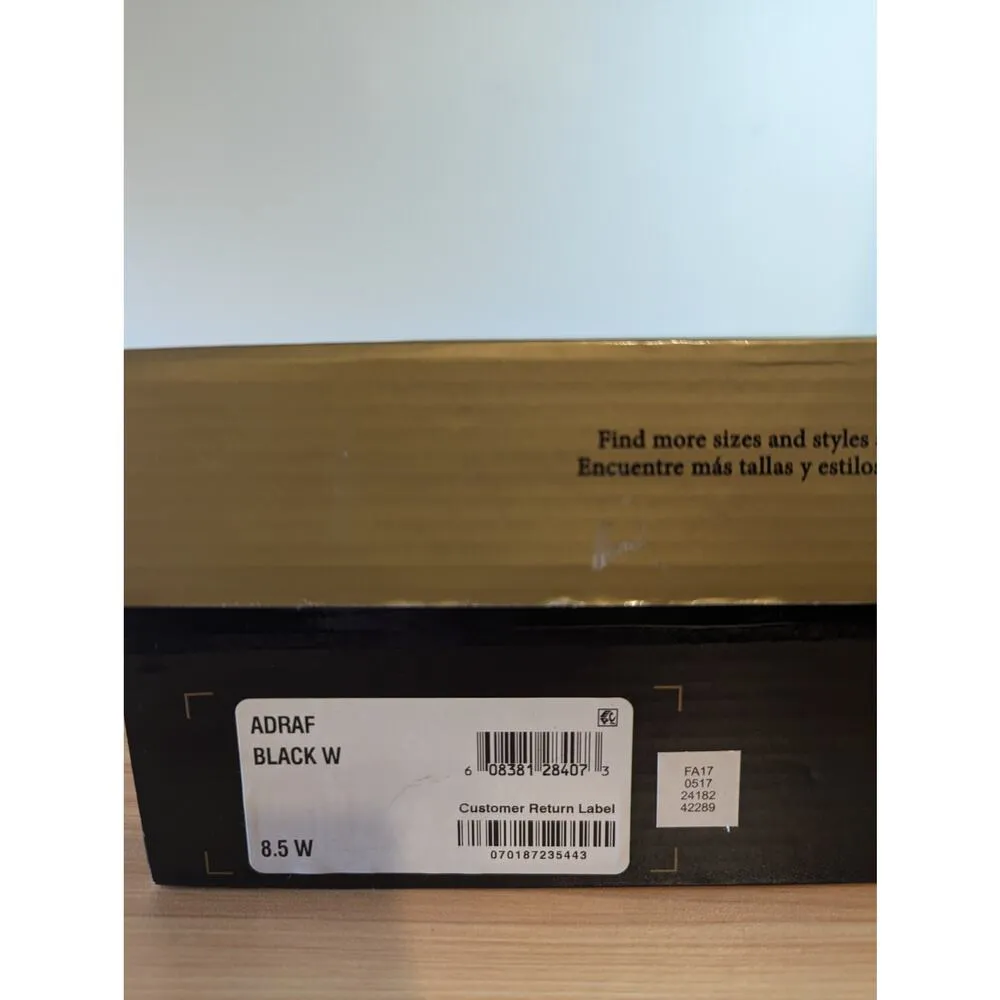 Find more sizes and styles
Encuentre más tallas y estilos
ADRAF
BLACK W
8.5 W
6 08381 28407 3
Customer Return Label
070187235443
FA17
0517
24182
42289